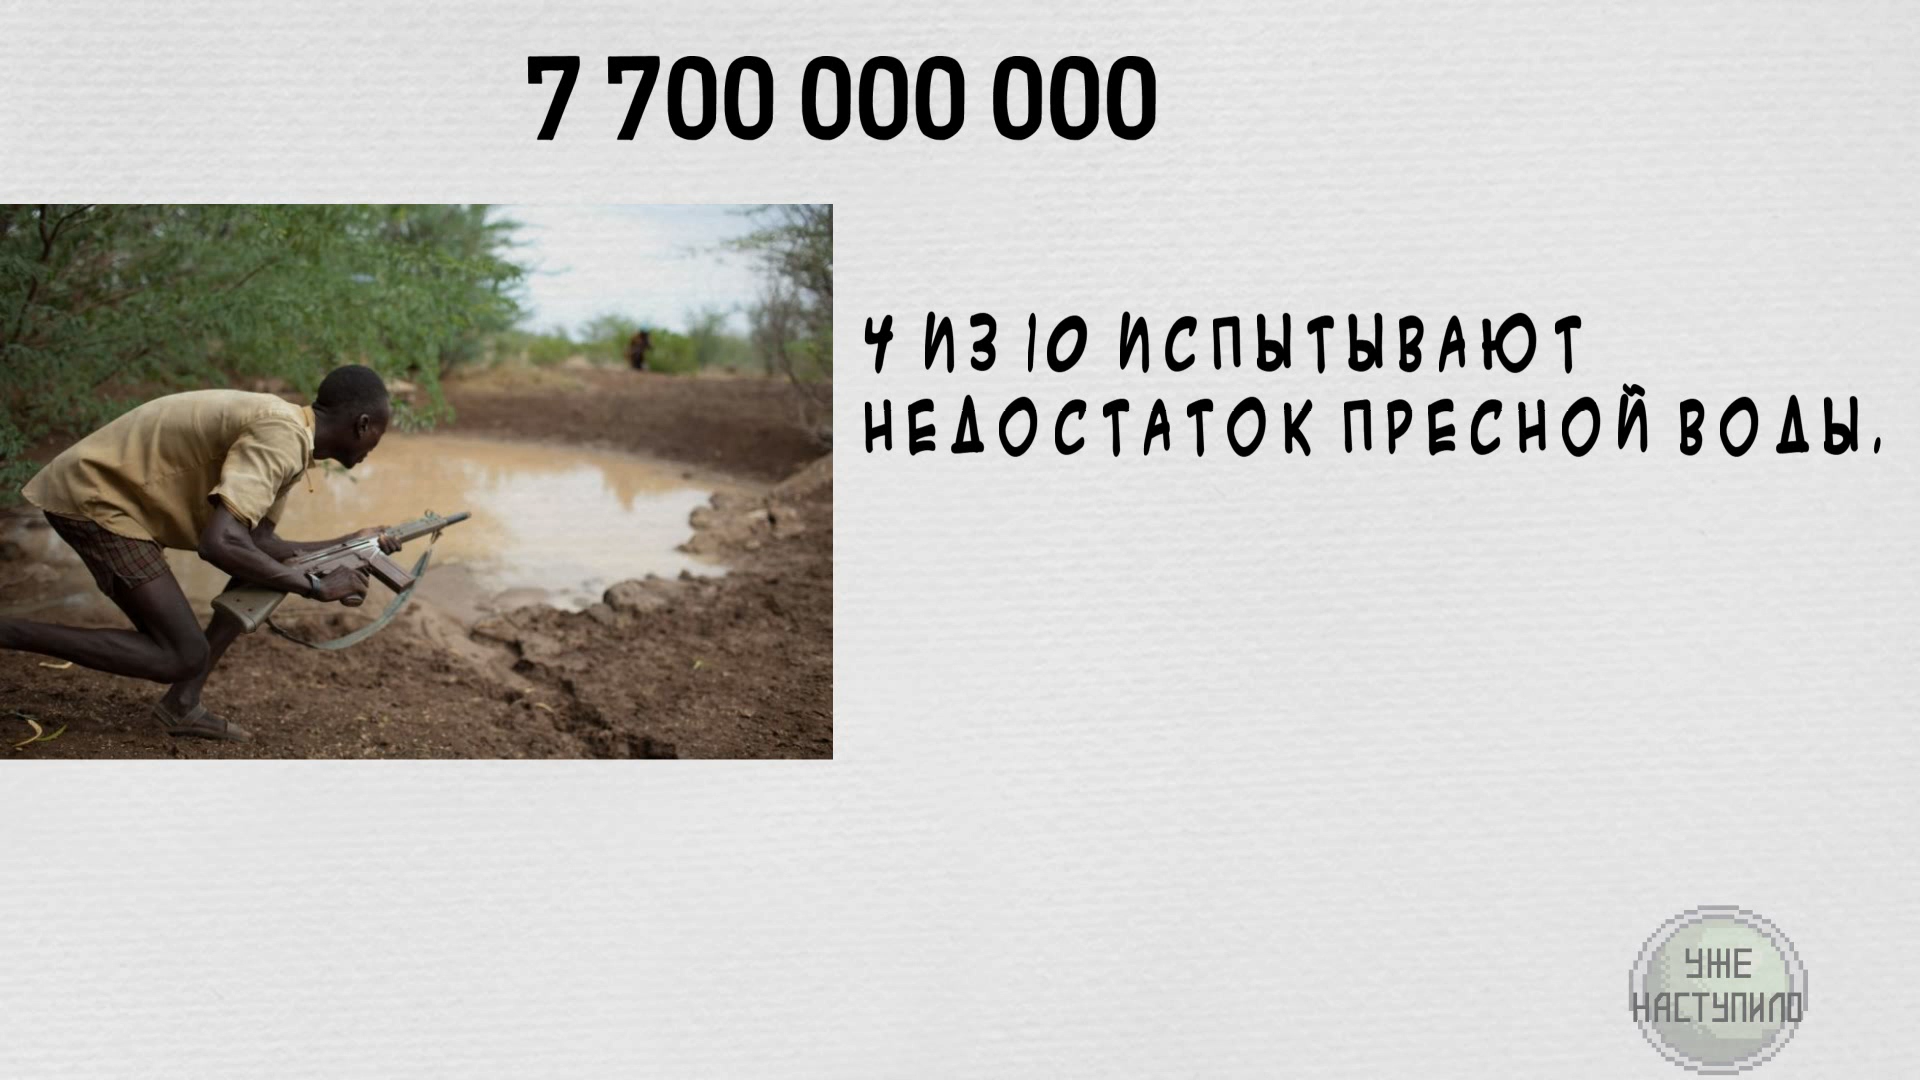 7 700 000 000
4 ИЗ 10 ИСПЫТЫВАЮТ
НЕДОСТАТОК ПРЕСНОЙ ВОДЫ.
УЖЕ
НАСТУПИЛО